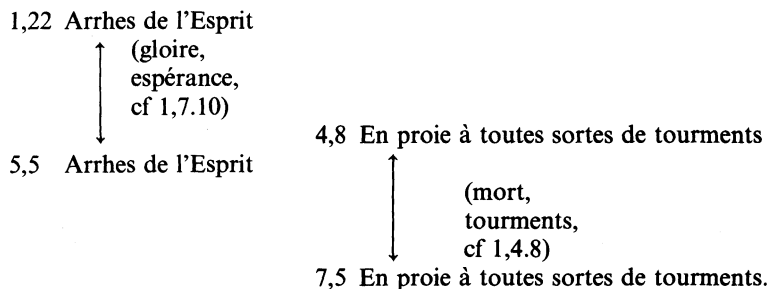 1,22 Arrhes de l'Esprit
(gloire,
espérance,
cf 1,7.10)
4,8 En proie à toutes sortes de tourments
5,5 Arrhes de l'Esprit
(mort,
tourments,
cf 1,4.8)
7,5 En proie à toutes sortes de tourments.